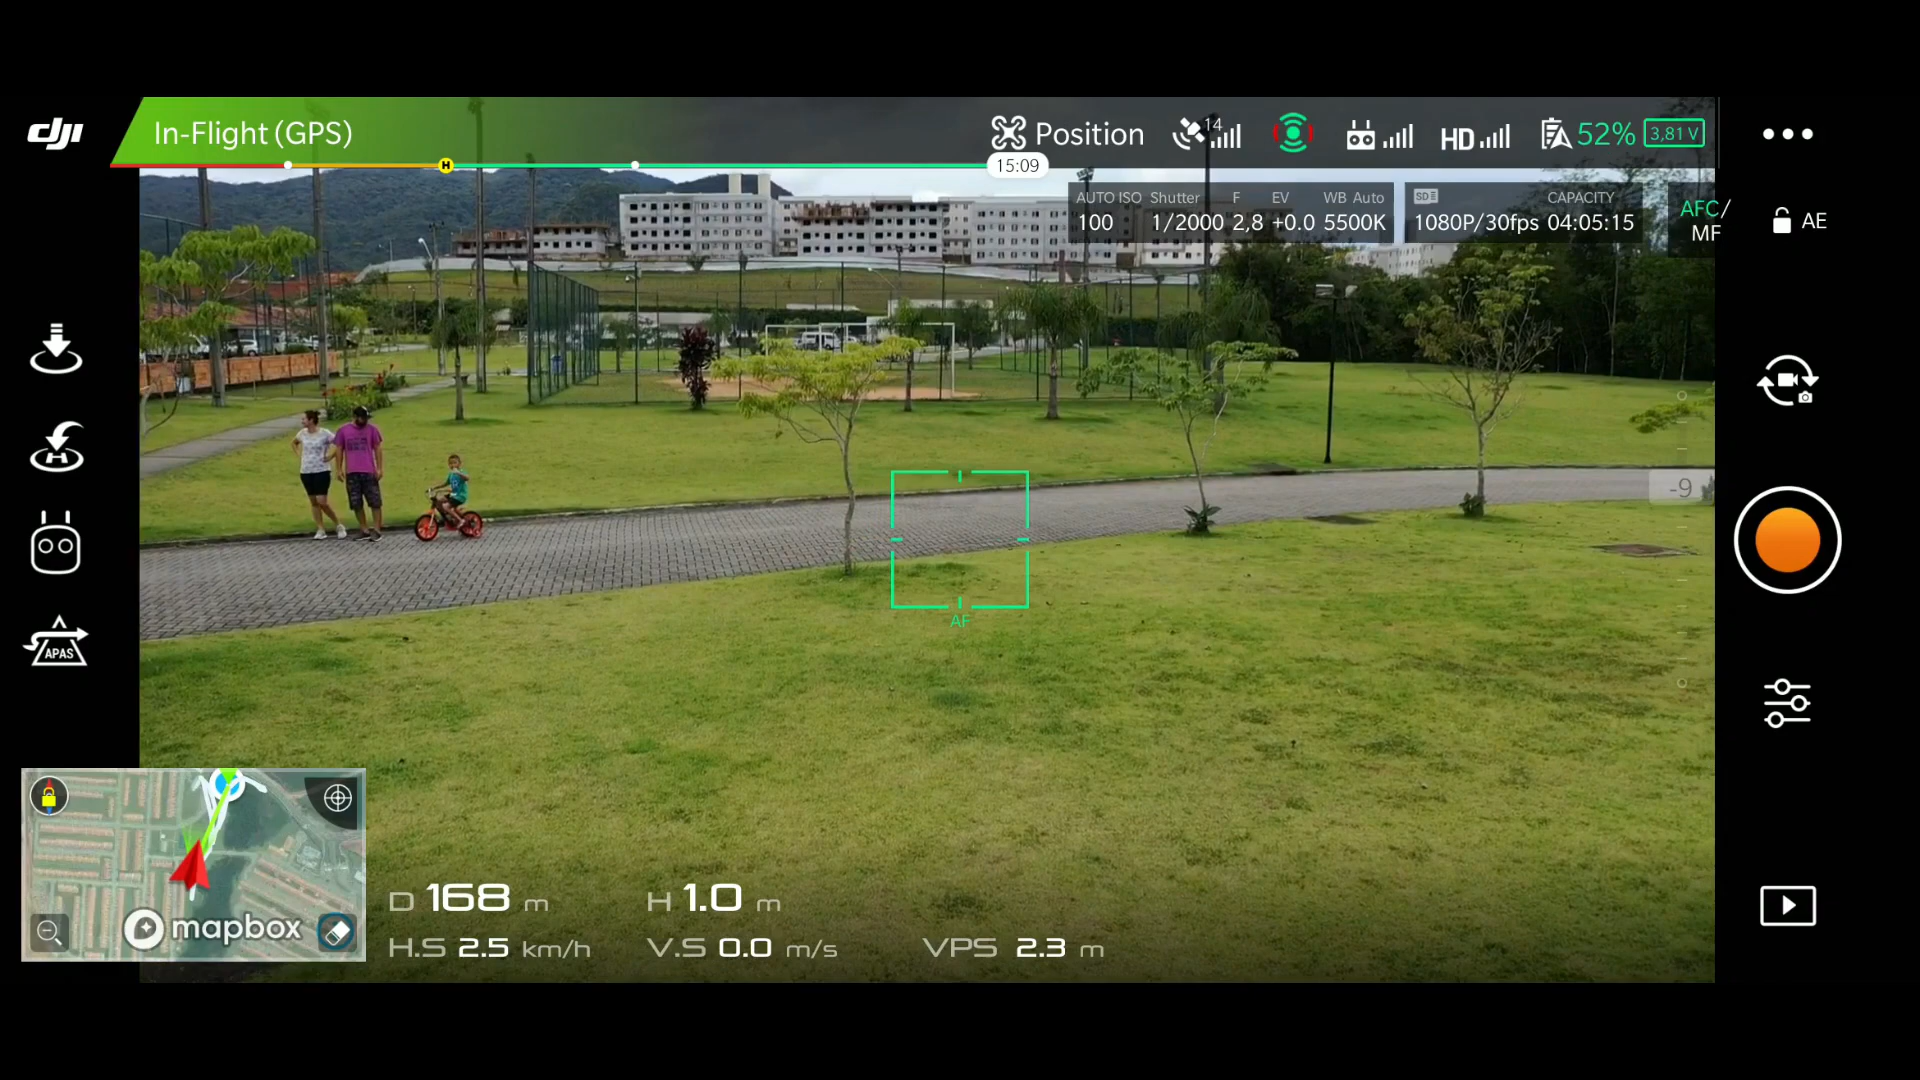 dji
In-Flight (GPS)
Position
14
HD
52%
3,81 V
H
15:09
AUTO ISO Shutter F EV WB Auto
100 1/2000 2,8 +0.0 5500K
SD CAPACITY
1080P/30fps 04:05:15
AFC/
MF
AE
H
-9
APAS
AF
mapbox
D 168 m H 1.0 m
H.S 2.5 km/h V.S 0.0 m/s VPS 2.3 m